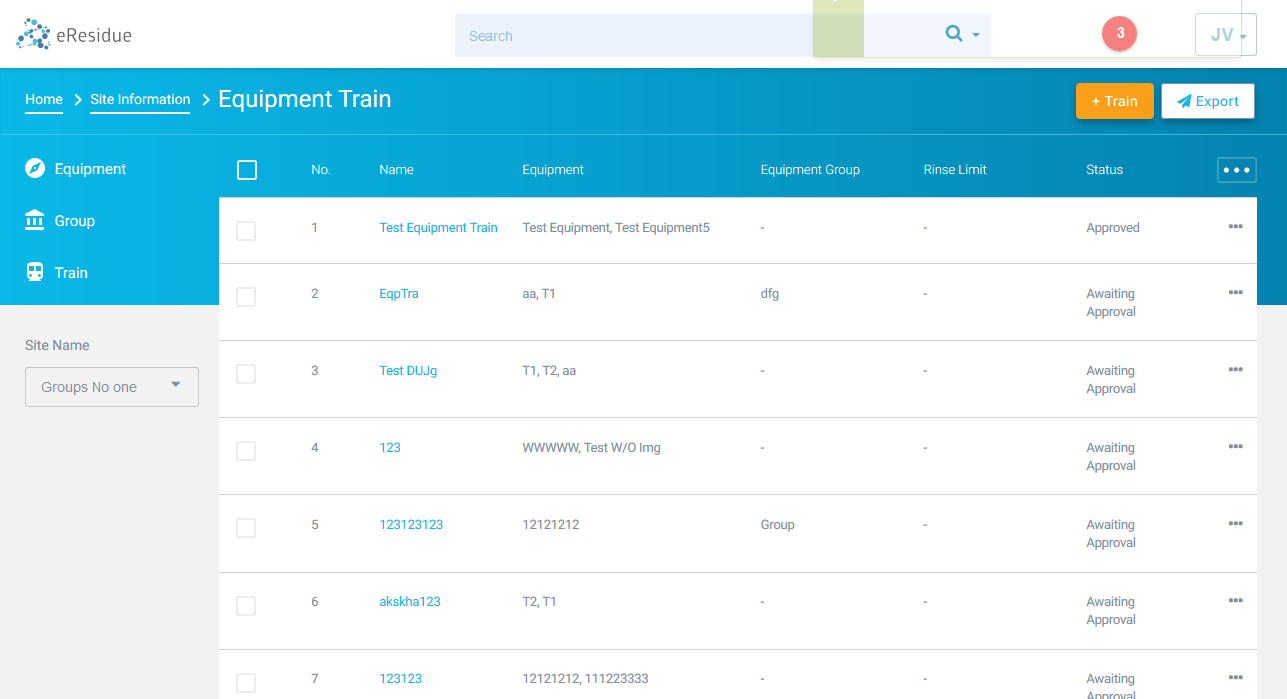 eResidue
Search
3
JV
Home
Site Information
Equipment Train
+ Train
Export
Equipment
Group
Train
Site Name
Groups No one
No. Name Equipment Equipment Group Rinse Limit Status
1 Test Equipment Train Test Equipment, Test Equipment5 - - Approved
2 EqpTra aa, T1 dfg - Awaiting
Approval
3 Test DUJg T1, T2, aa - - Awaiting
Approval
4 123 WWWWW, Test W/O Img - - Awaiting
Approval
5 123123123 12121212 Group - Awaiting
Approval
6 akskha123 T2, T1 - - Awaiting
Approval
7 123123 12121212, 111223333 - - Awaiting
Approval